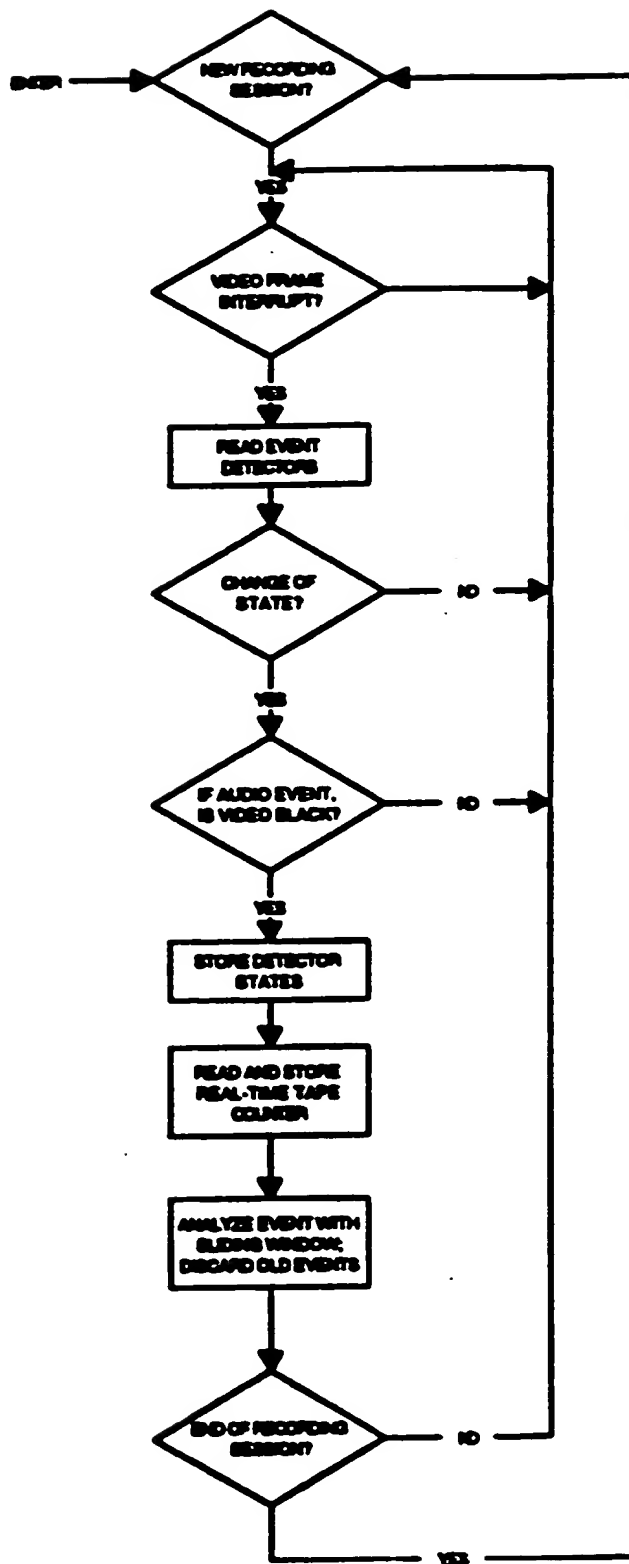 NEW RECORDING
ENTER
SESSION?
YES
VIDEO FRAME
INTERRUPT?
YES
READ EVENT
DETECTORS
CHANGE OF
STATE?
NO
YES
IF AUDIO EVENT,
IS VIDEO BLACK?
NO
YES
STORE DETECTOR
STATES
READ AND STORE
REAL-TIME TAPE
COUNTER
ANALYZE EVENT WITH
SLIDING WINDOW;
DISCARD OLD EVENTS
END OF RECORDING
SESSION?
NO
YES